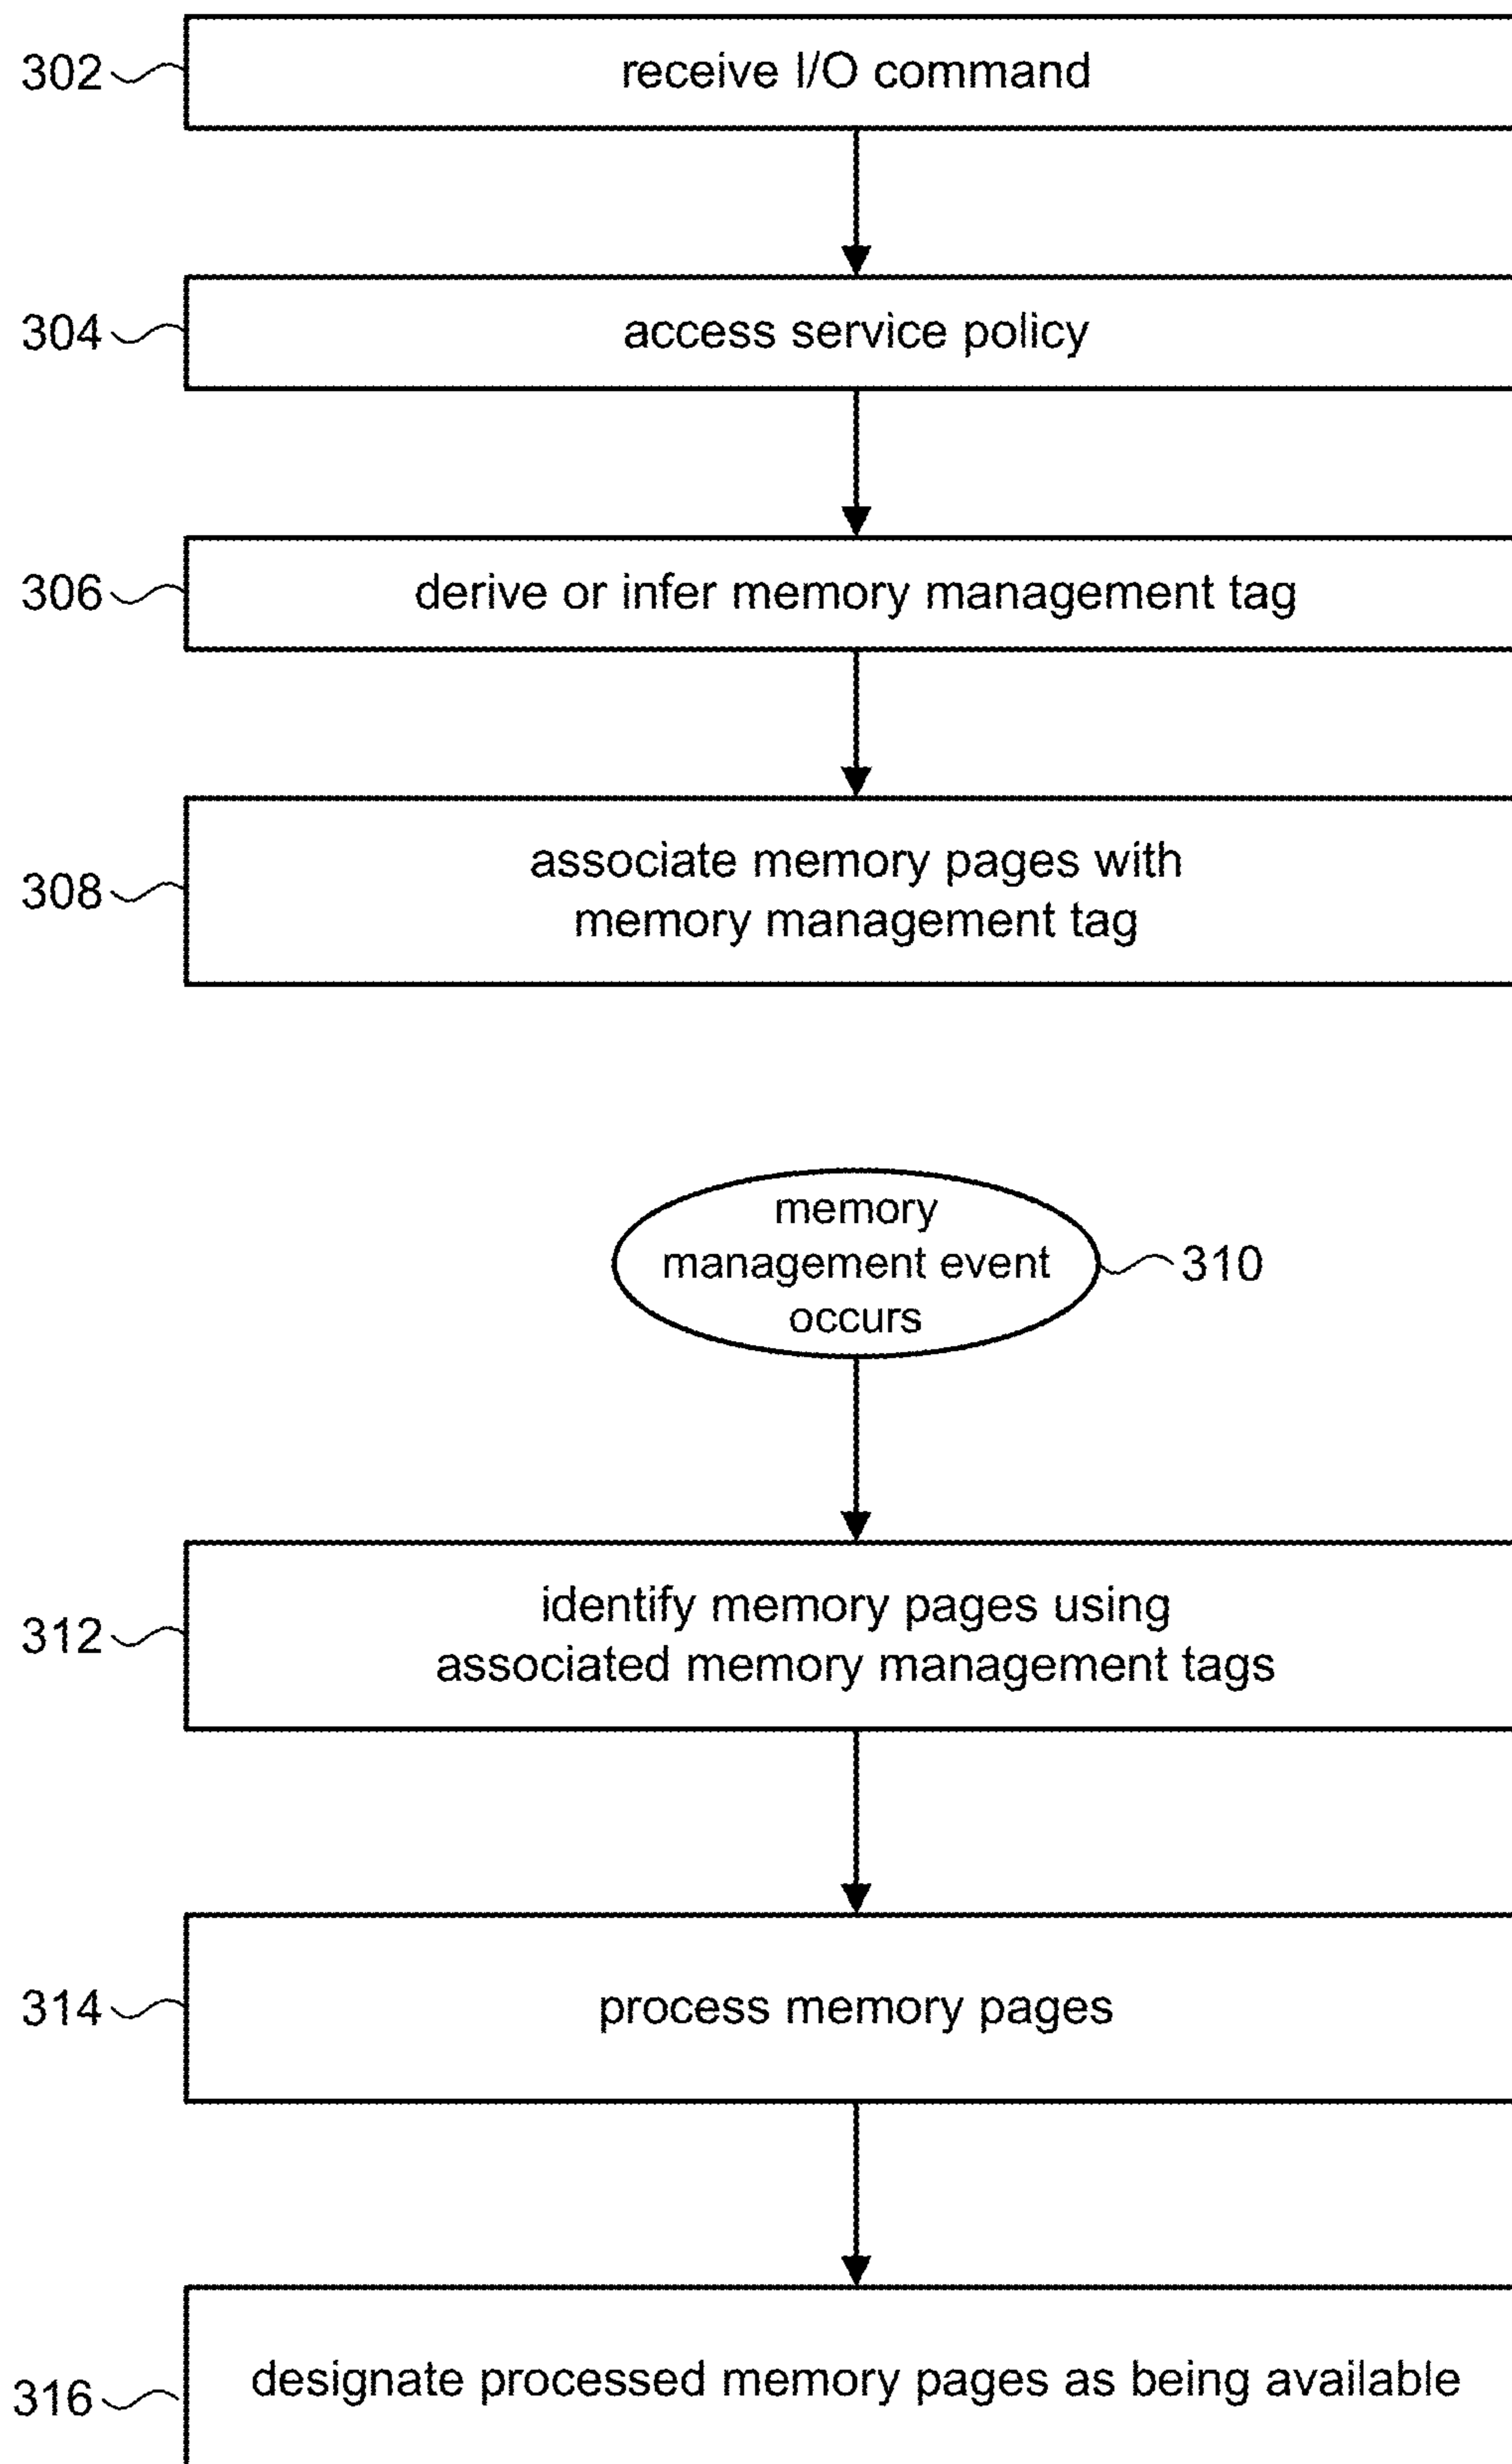 302
receive I/O command
304
access service policy
306
derive or infer memory management tag
308
associate memory pages with
memory management tag
memory
management event
occurs
310
312
identify memory pages using
associated memory management tags
314
process memory pages
316
designate processed memory pages as being available